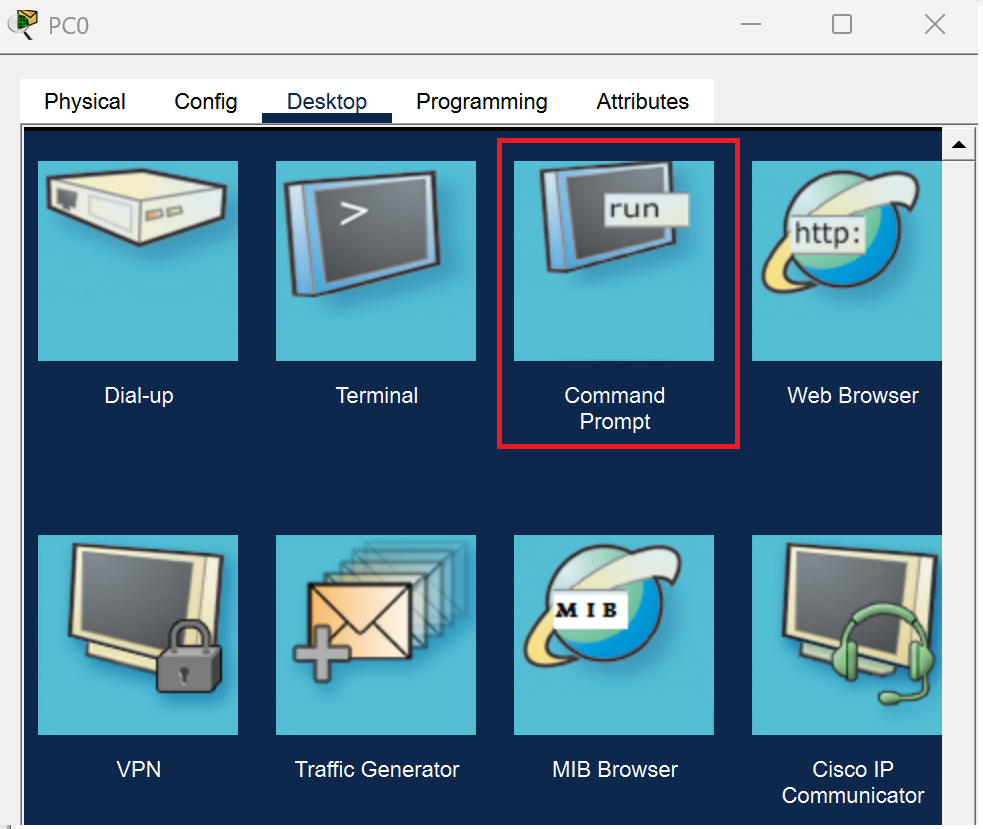 PC0
Physical Config Desktop Programming Attributes
>
run
http:
Dial-up
Terminal
Command
Prompt
Web Browser
MIB
VPN
Traffic Generator
MIB Browser
Cisco IP
Communicator